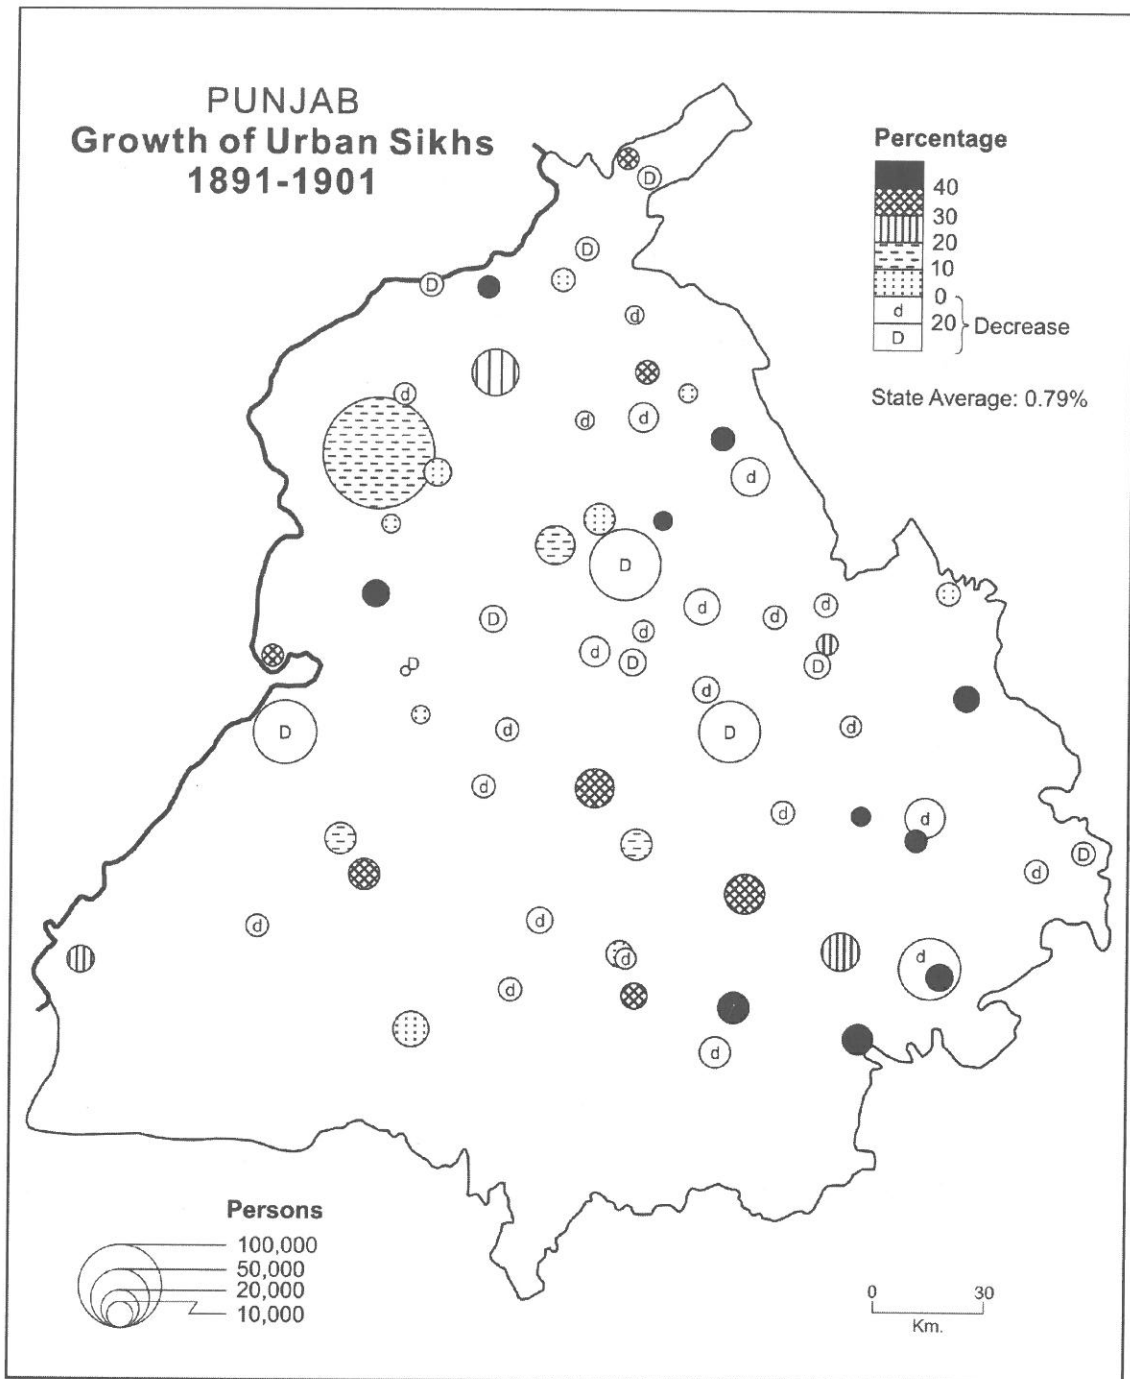 PUNJAB
Growth of Urban Sikhs
1891-1901
Percentage
40
30
20
10
0
d
20
Decrease
D
State Average: 0.79%
D
D
D
d
d
d
d
d
D
D
d
d
d
d
d
D
D
d
D
d
D
D
d
d
d
d
d
D
d
d
d
d
d
d
d
Persons
100,000
50,000
20,000
10,000
0 30
Km.